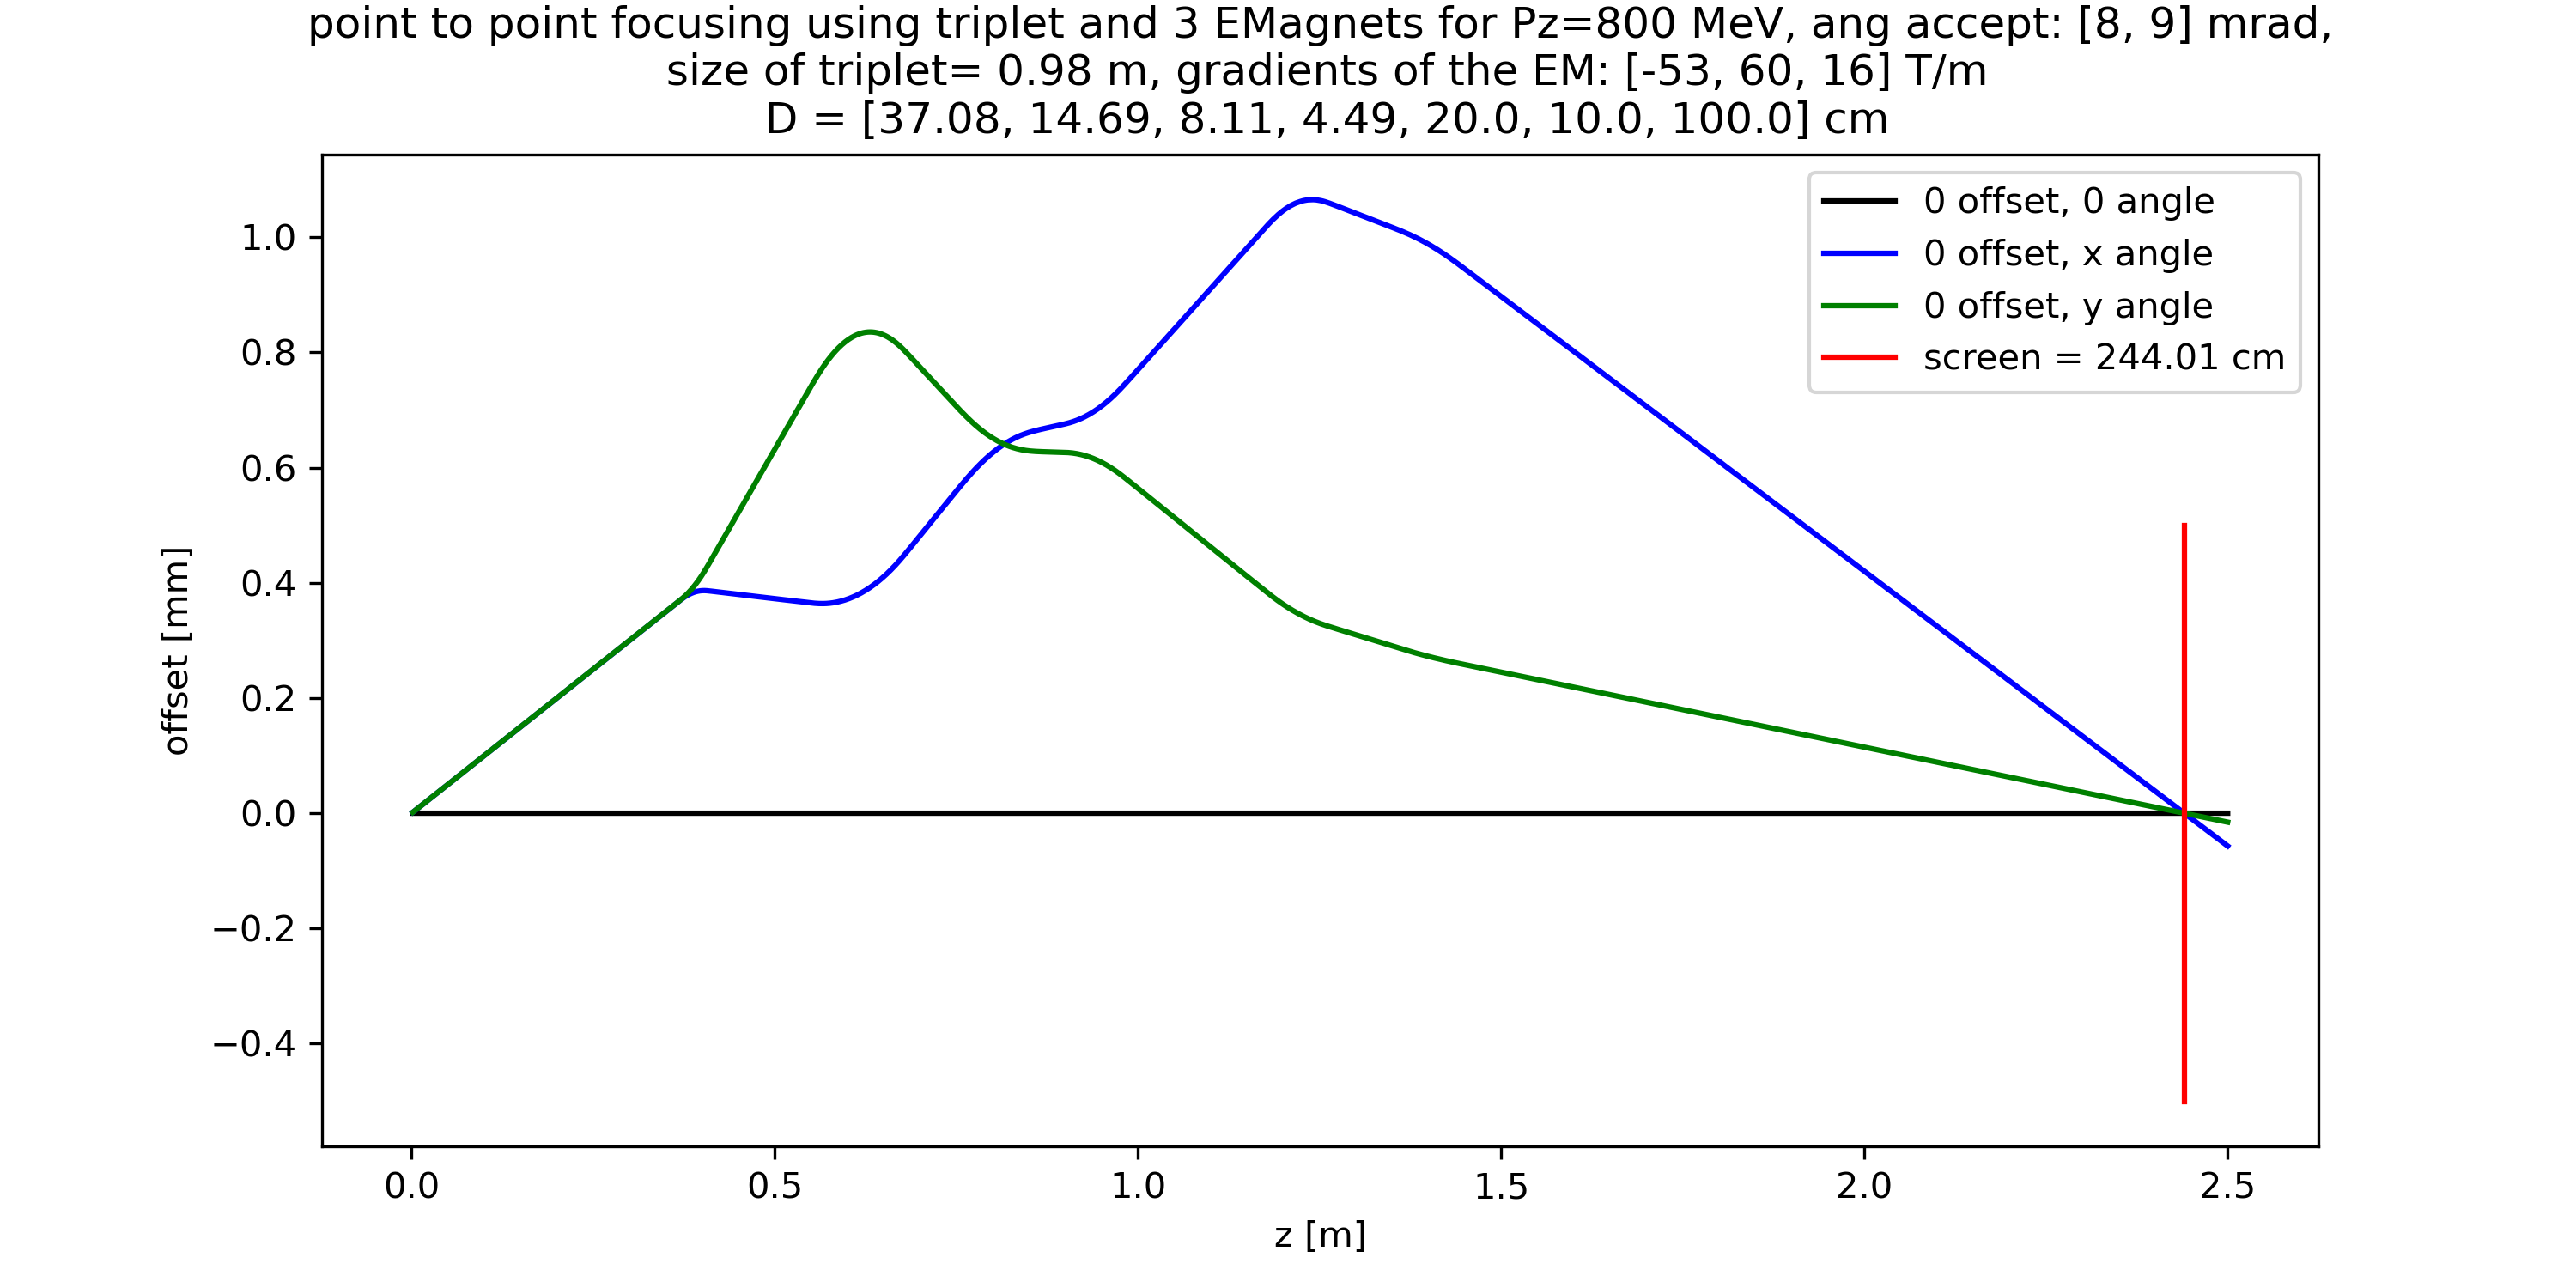 point to point focusing using triplet and 3 EMagnets for Pz=800 MeV, ang accept: [8, 9] mrad,
size of triplet= 0.98 m, gradients of the EM: [-53, 60, 16] T/m
D = [37.08, 14.69, 8.11, 4.49, 20.0, 10.0, 100.0] cm
0 offset, 0 angle
0 offset, x angle
0 offset, y angle
screen = 244.01 cm
offset [mm]
1.0
0.8
0.6
0.4
0.2
0.0
−0.2
−0.4
0.0 0.5 1.0 1.5 2.0 2.5
z [m]